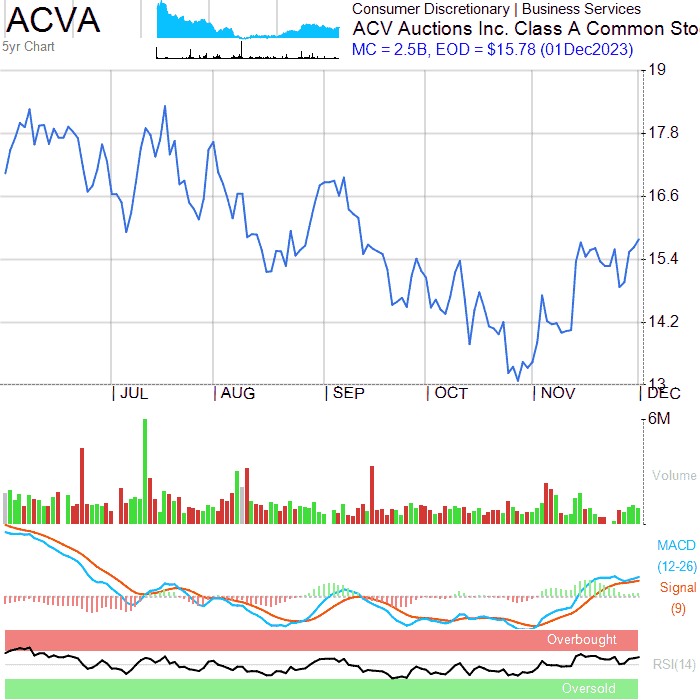 ACVA
5yr Chart
Consumer Discretionary | Business Services
ACV Auctions Inc. Class A Common Sto
MC = 2.5B, EOD = $15.78 (01Dec2023)
19
17.8
16.6
15.4
14.2
13
JUL
AUG
SEP
OCT
NOV
DEC
6M
Volume
MACD
(12-26)
Signal
(9)
Overbought
RSI(14)
Oversold